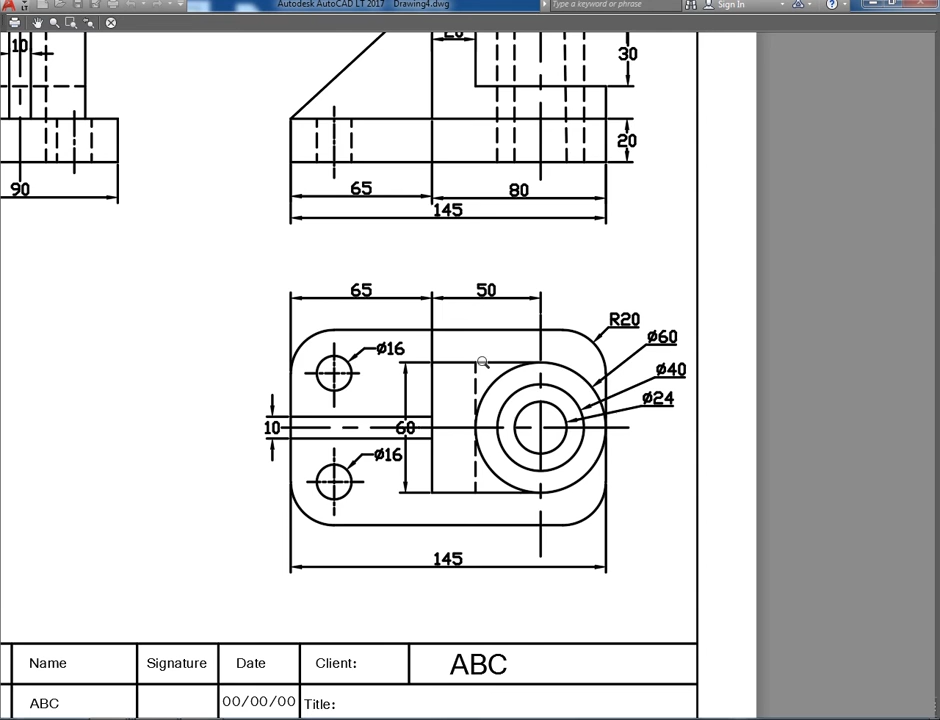 Autodesk AutoCAD LT 2017 Drawing4.dwg
Type a keyword or phrase
Sign In
10
20
30
20
90
65
80
145
65
50
R20
ø60
ø16
ø40
ø24
10
60
ø16
145
Name
Signature
Date
Client:
ABC
ABC
00/00/00
Title: